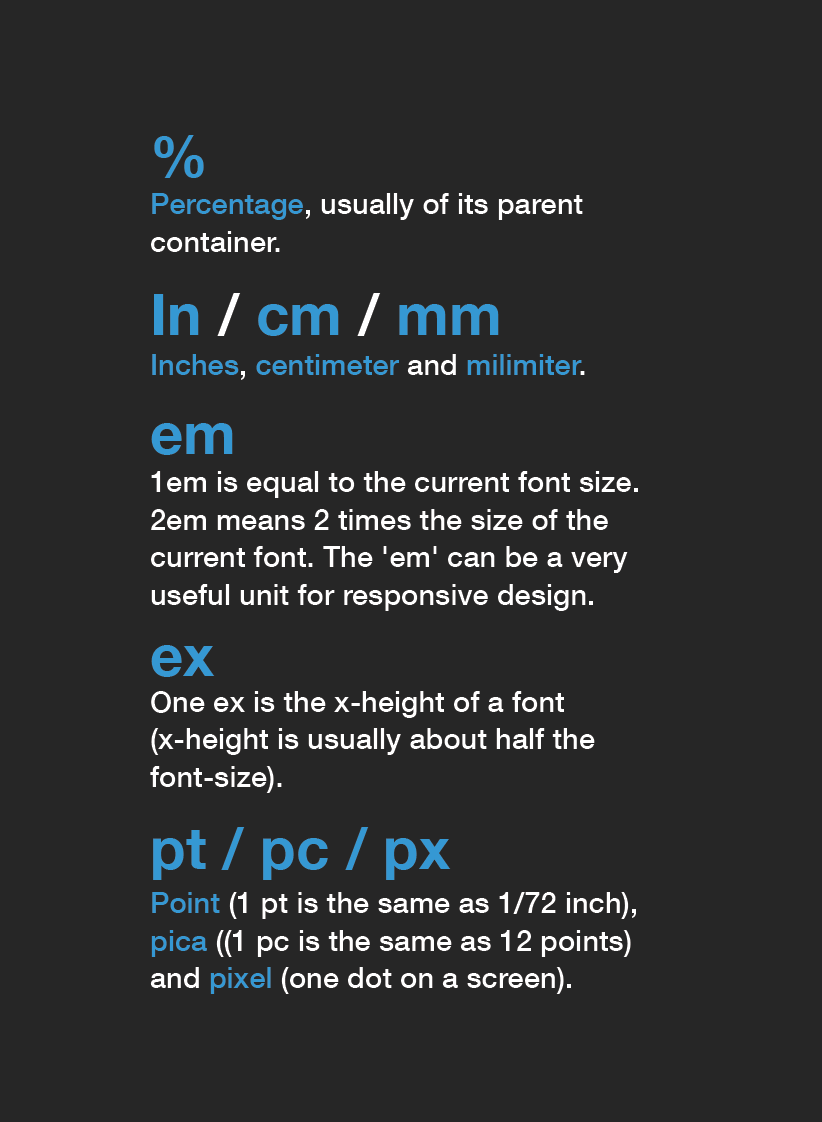 %
Percentage, usually of its parent
container.
In / cm / mm
Inches, centimeter and milimiter.
em
1em is equal to the current font size.
2em means 2 times the size of the
current font. The 'em' can be a very
useful unit for responsive design.
ex
One ex is the x-height of a font
(x-height is usually about half the
font-size).
pt / pc / px
Point (1 pt is the same as 1/72 inch),
pica ((1 pc is the same as 12 points)
and pixel (one dot on a screen).